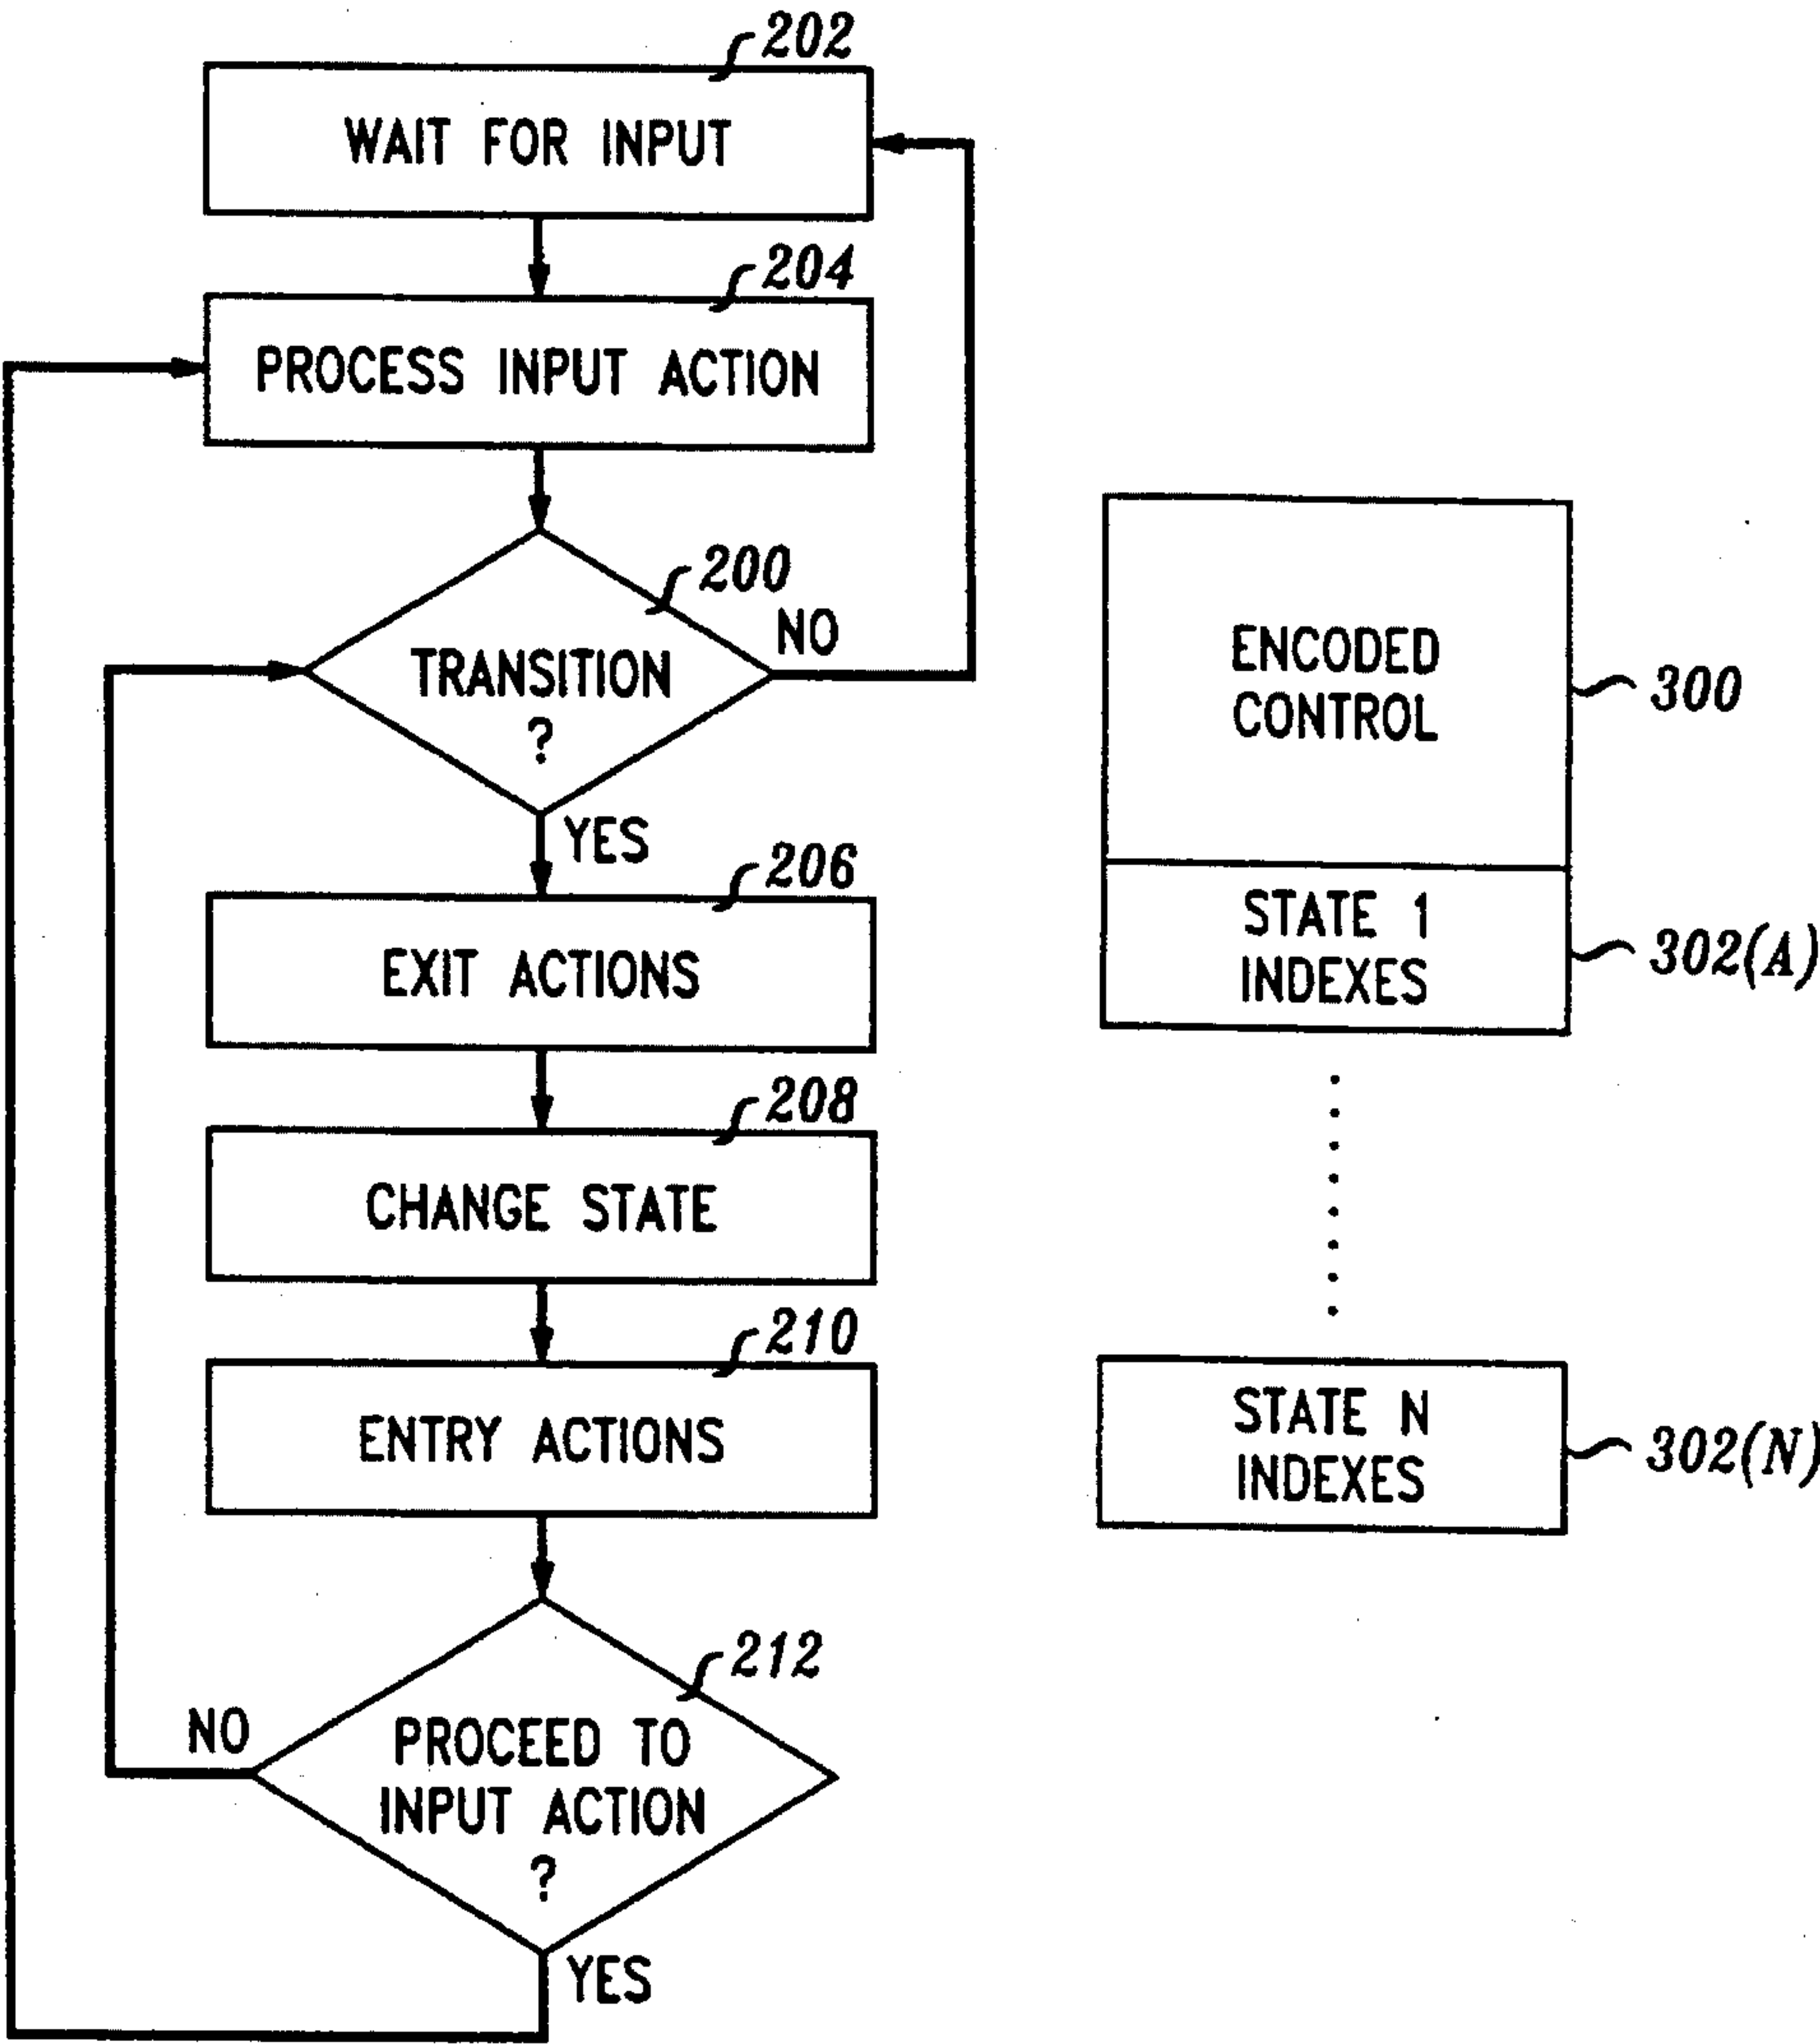 202
WAIT FOR INPUT
204
PROCESS INPUT ACTION
200
TRANSITION
?
NO
YES
206
EXIT ACTIONS
208
CHANGE STATE
210
ENTRY ACTIONS
212
PROCEED TO
INPUT ACTION
?
NO
YES
ENCODED
CONTROL
300
STATE 1
INDEXES
302(A)
STATE N
INDEXES
302(N)